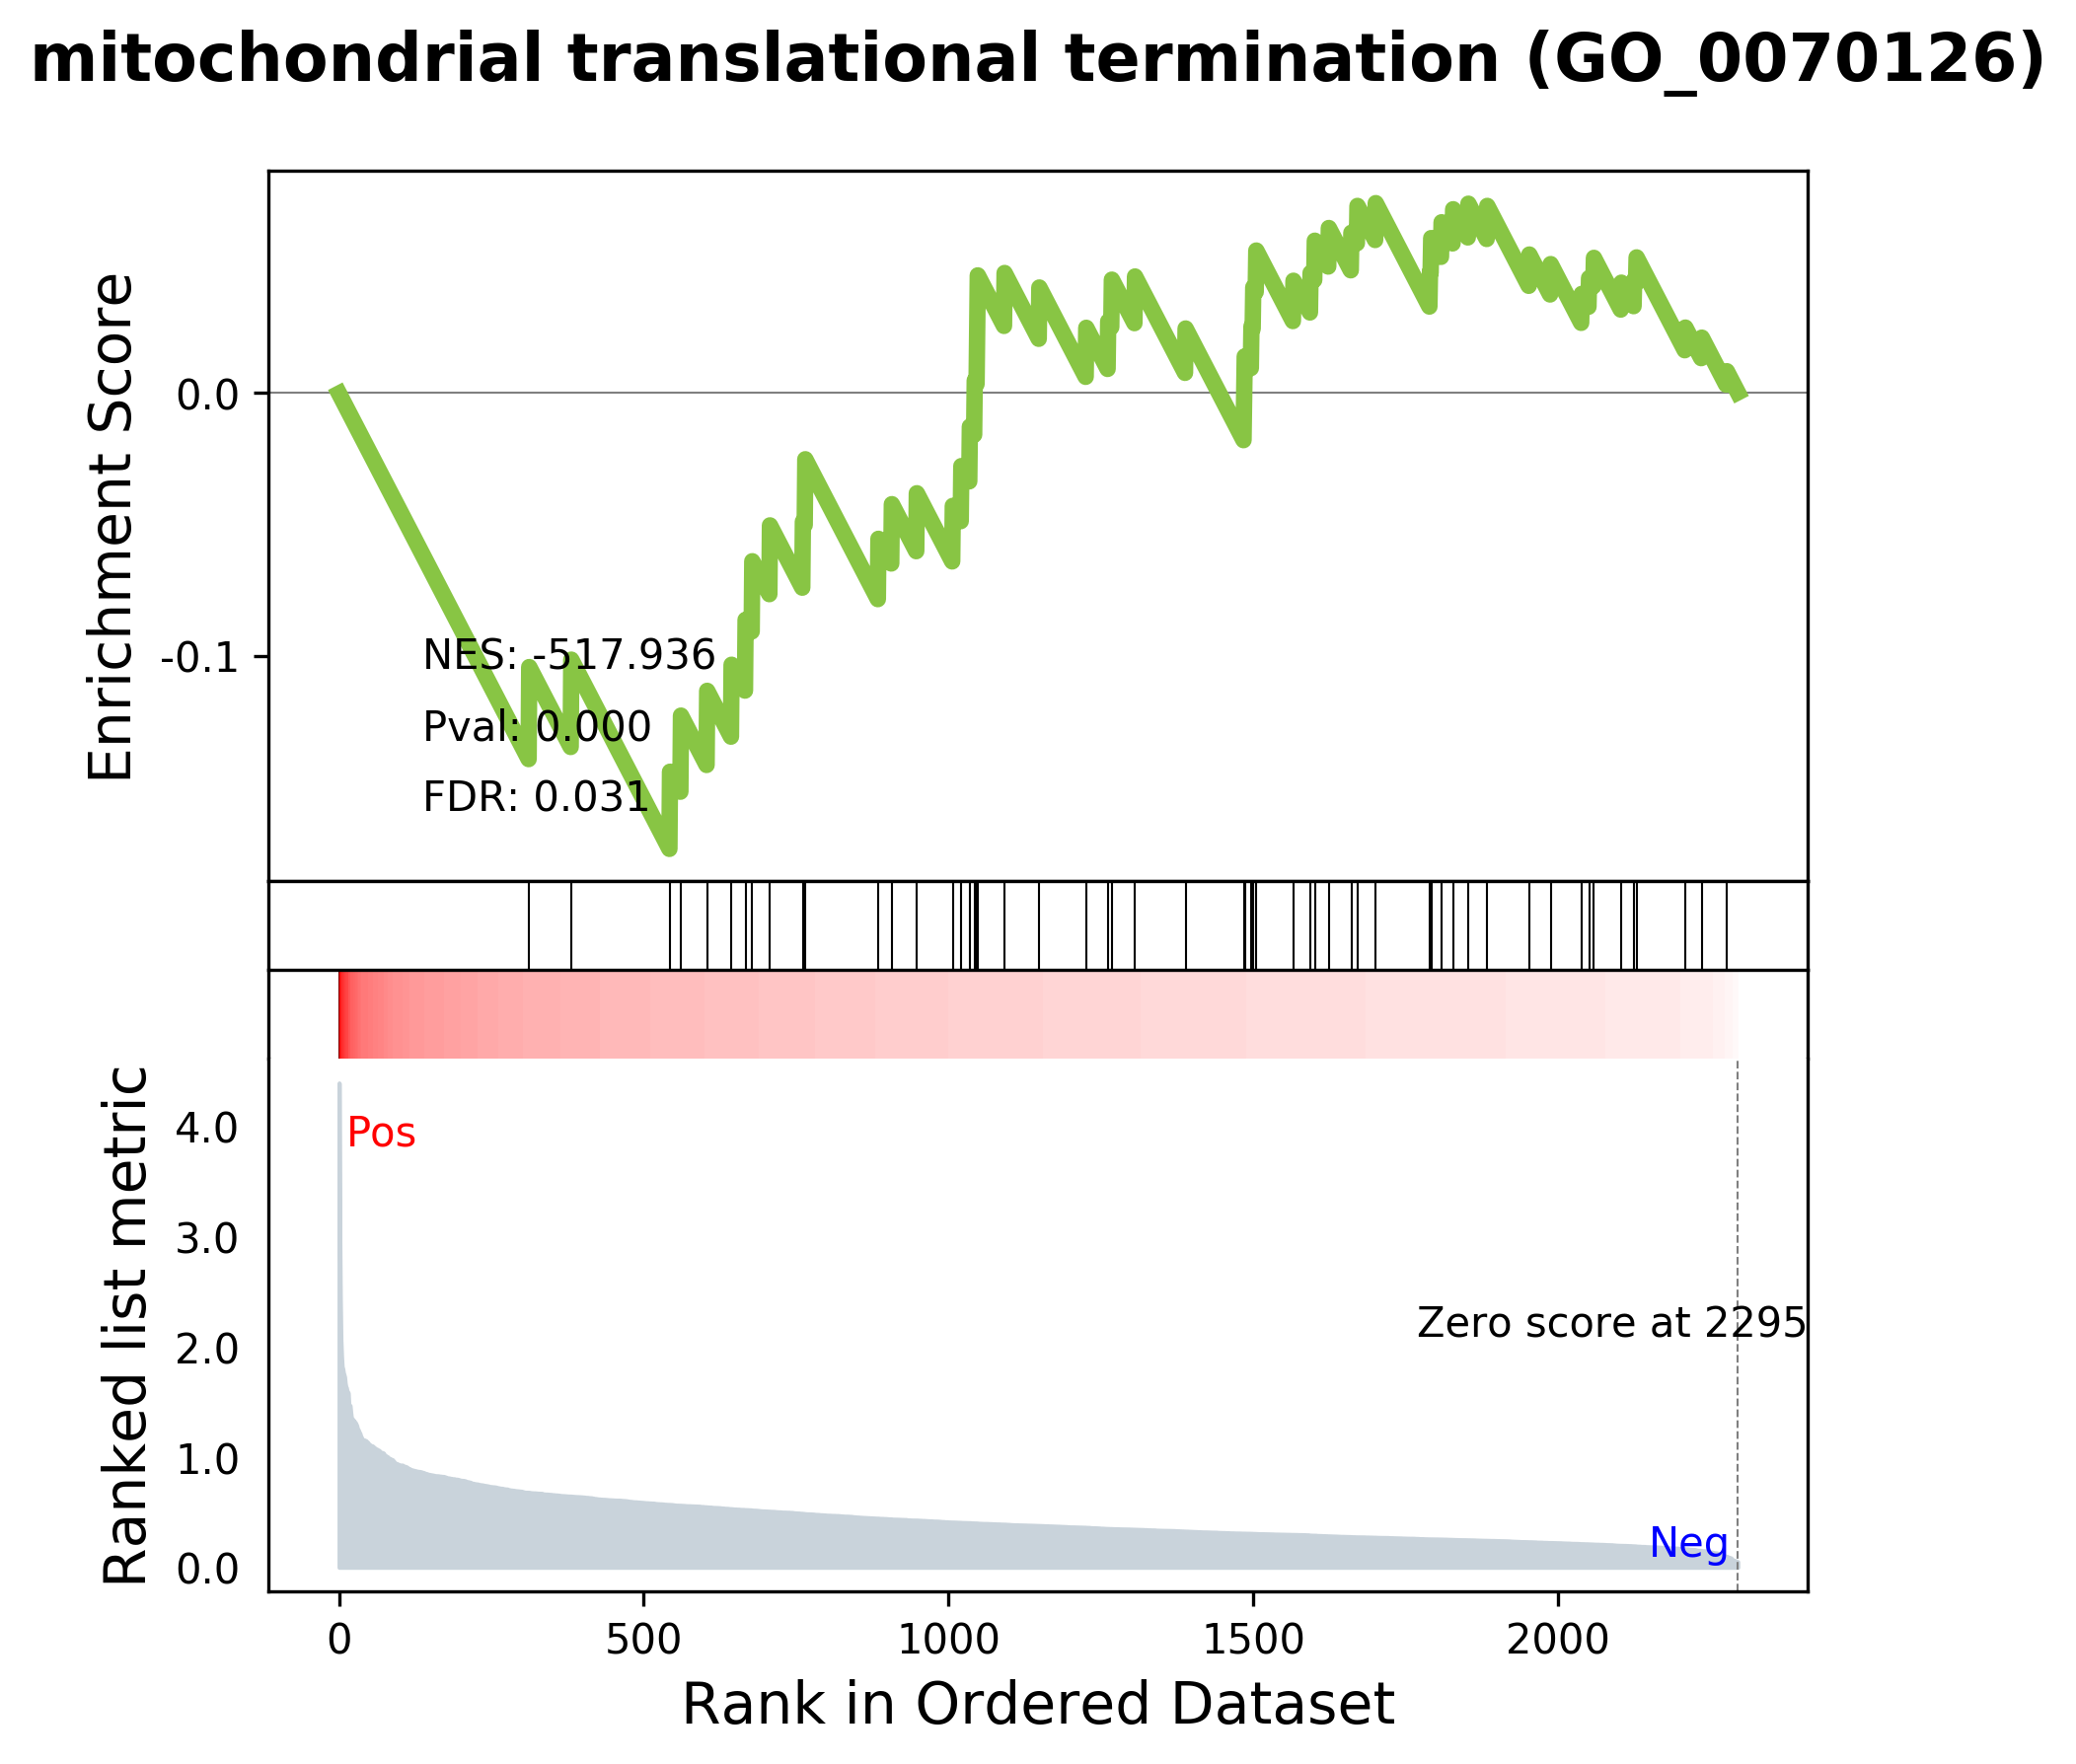 mitochondrial translational termination (GO_0070126)
Enrichment Score
0.0
-0.1
NES: -517.936
Pval: 0.000
FDR: 0.031
Ranked list metric
4.0
3.0
2.0
1.0
0.0
Pos
Zero score at 2295
Neg
0 500 1000 1500 2000
Rank in Ordered Dataset